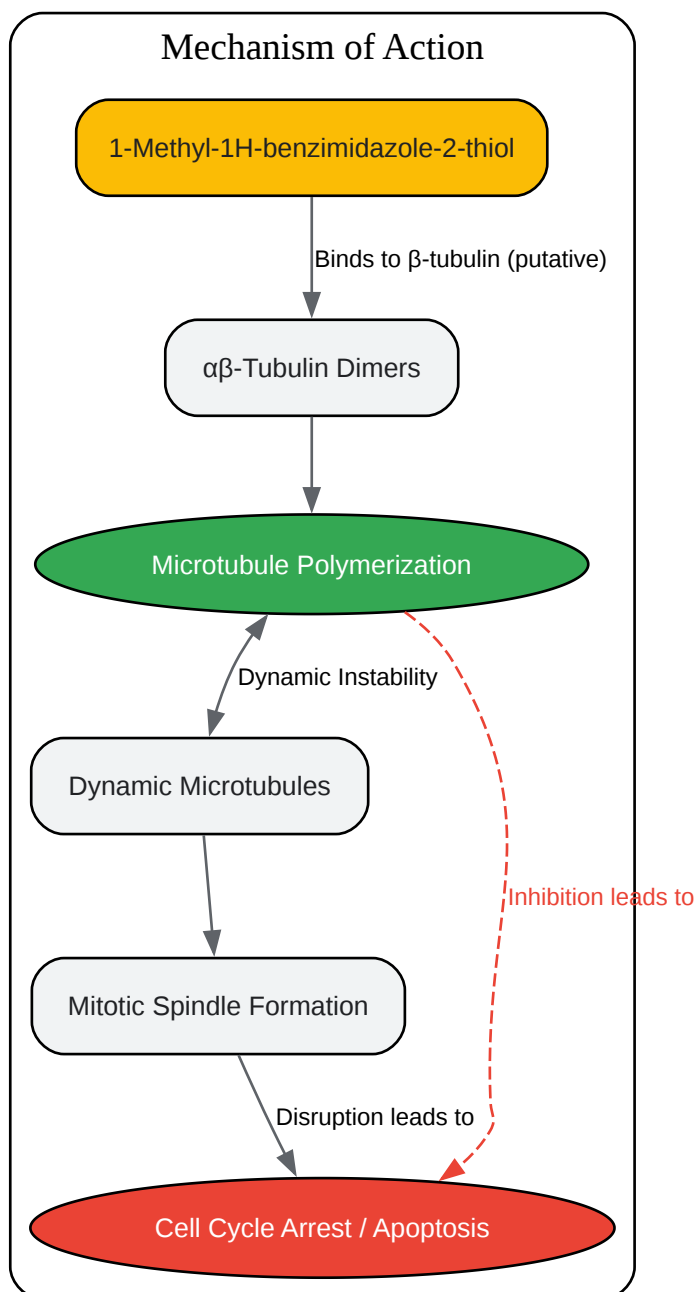 Mechanism of Action
1-Methyl-1H-benzimidazole-2-thiol
Binds to β-tubulin (putative)
αβ-Tubulin Dimers
Microtubule Polymerization
Dynamic Instability
Dynamic Microtubules
Inhibition leads to
Mitotic Spindle Formation
Disruption leads to
Cell Cycle Arrest / Apoptosis